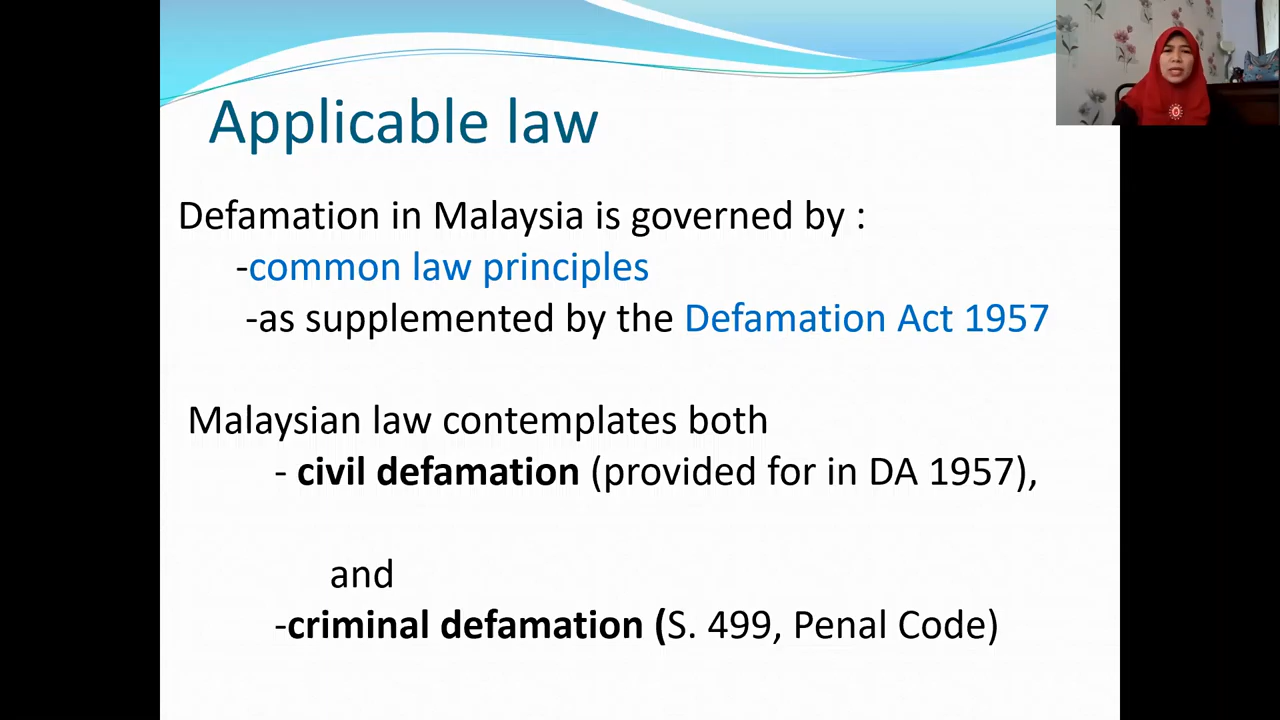 Applicable law
Defamation in Malaysia is governed by :
-common law principles
-as supplemented by the Defamation Act 1957
Malaysian law contemplates both
- civil defamation (provided for in DA 1957),
and
-criminal defamation (S. 499, Penal Code)